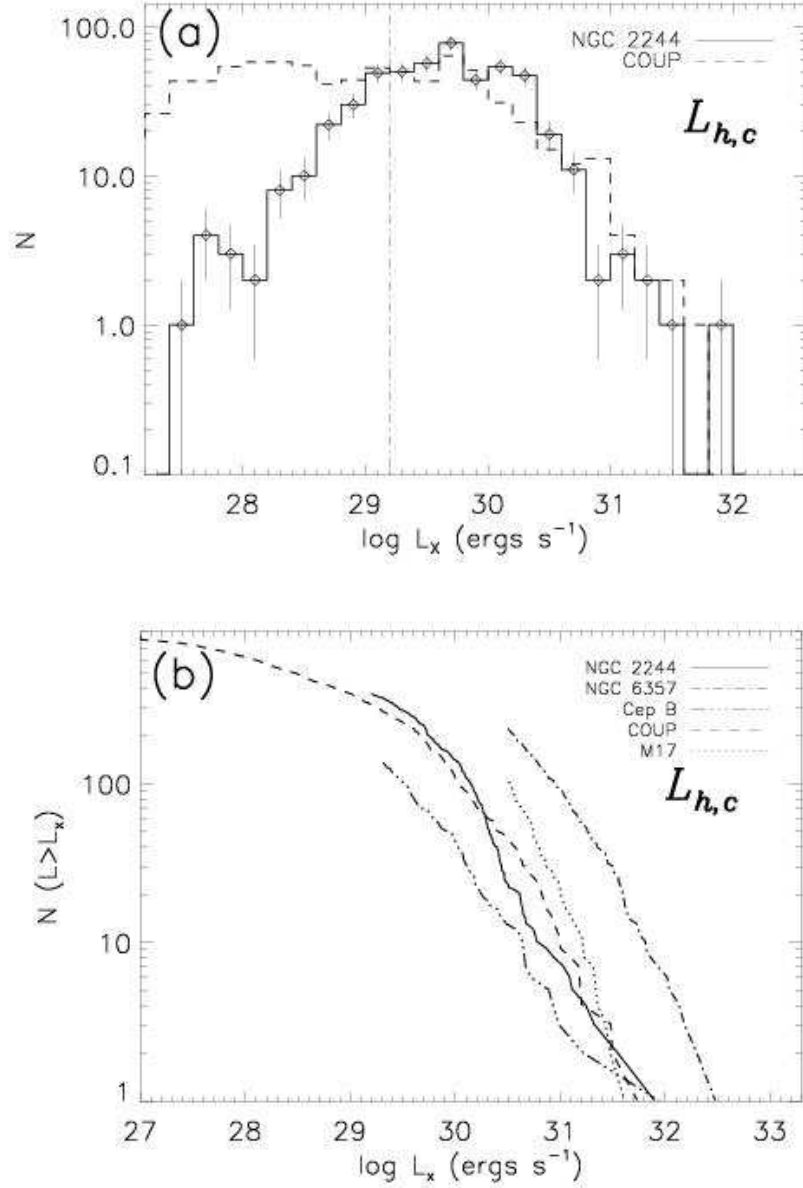 (a)
NGC 2244
COUP
L_{h,c}
100.0
10.0
1.0
0.1
N
28 29 30 31 32
log L_x (ergs s^{-1})
(b)
NGC 2244
NGC 6357
Cep B
COUP
M17
L_{h,c}
100
10
1
N (L>L_x)
27 28 29 30 31 32 33
log L_x (ergs s^{-1})